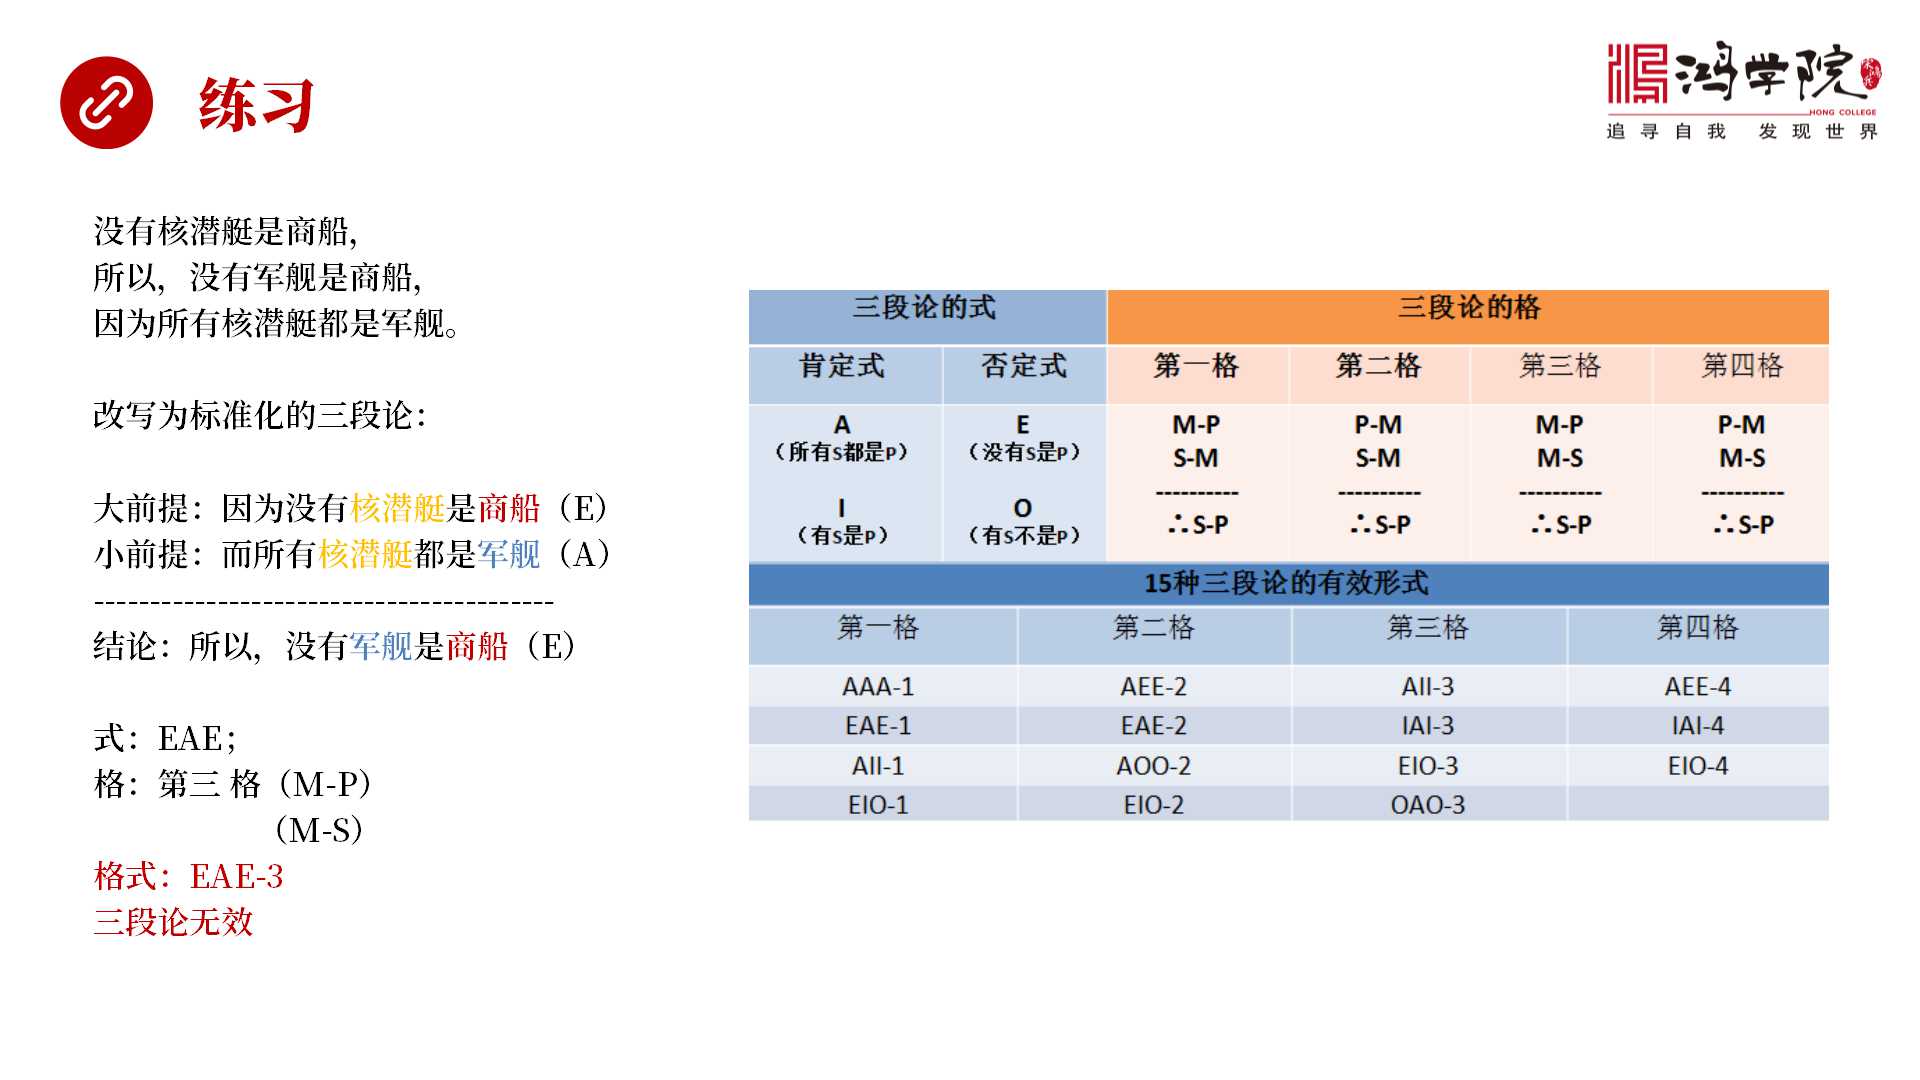 练习
鸿学院
HONG COLLEGE
追寻自我 发现世界
没有核潜艇是商船，
所以，没有军舰是商船，
因为所有核潜艇都是军舰。
改写为标准化的三段论：
大前提：因为没有核潜艇是商船（E）
小前提：而所有核潜艇都是军舰（A）
-----------------------------------------
结论：所以，没有军舰是商船（E）
式：EAE；
格：第三 格（M-P）
（M-S）
格式：EAE-3
三段论无效
三段论的式 三段论的格
肯定式 否定式 第一格 第二格 第三格 第四格
A E M-P P-M M-P P-M
（所有S都是P） （没有S是P） S-M S-M M-S M-S
---------- ---------- ---------- ----------
I O ∴S-P ∴S-P ∴S-P ∴S-P
（有S是P） （有S不是P）
15种三段论的有效形式
第一格 第二格 第三格 第四格
AAA-1 AEE-2 AII-3 AEE-4
EAE-1 EAE-2 IAI-3 IAI-4
AII-1 AOO-2 EIO-3 EIO-4
EIO-1 EIO-2 OAO-3